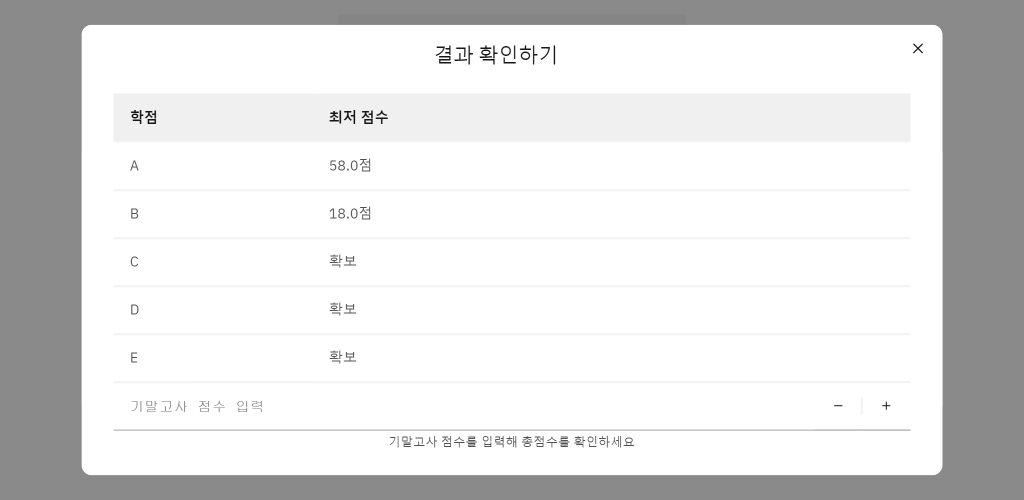 결과 확인하기
학점 최저 점수
A 58.0점
B 18.0점
C 확보
D 확보
E 확보
기말고사 점수 입력
기말고사 점수를 입력해 총점수를 확인하세요